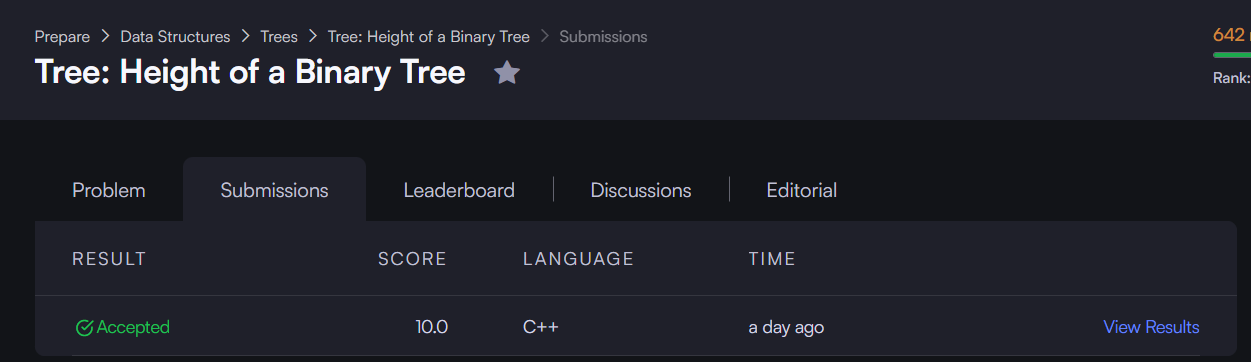 Prepare > Data Structures > Trees > Tree: Height of a Binary Tree > Submissions
642
Tree: Height of a Binary Tree
Rank:
Problem Submissions Leaderboard Discussions Editorial
RESULT SCORE LANGUAGE TIME
Accepted 10.0 C++ a day ago View Results